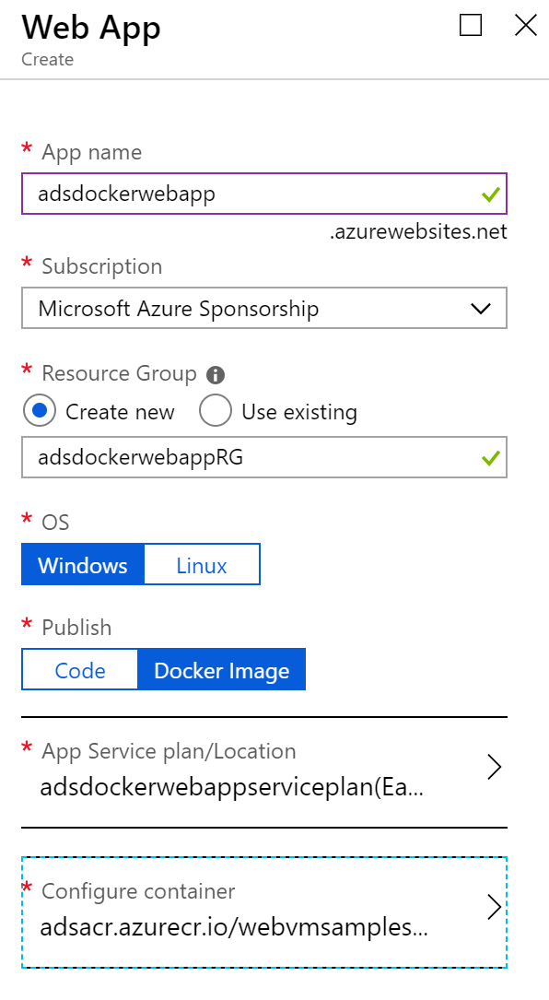 Web App
Create
* App name
adsdockerwebapp
.azurewebsites.net
* Subscription
Microsoft Azure Sponsorship
* Resource Group
Create new Use existing
adsdockerwebappRG
* OS
Windows Linux
* Publish
Code Docker Image
* App Service plan/Location
adsdockerwebappserviceplan(Ea...
* Configure container
adsacr.azurecr.io/webvmsamples...